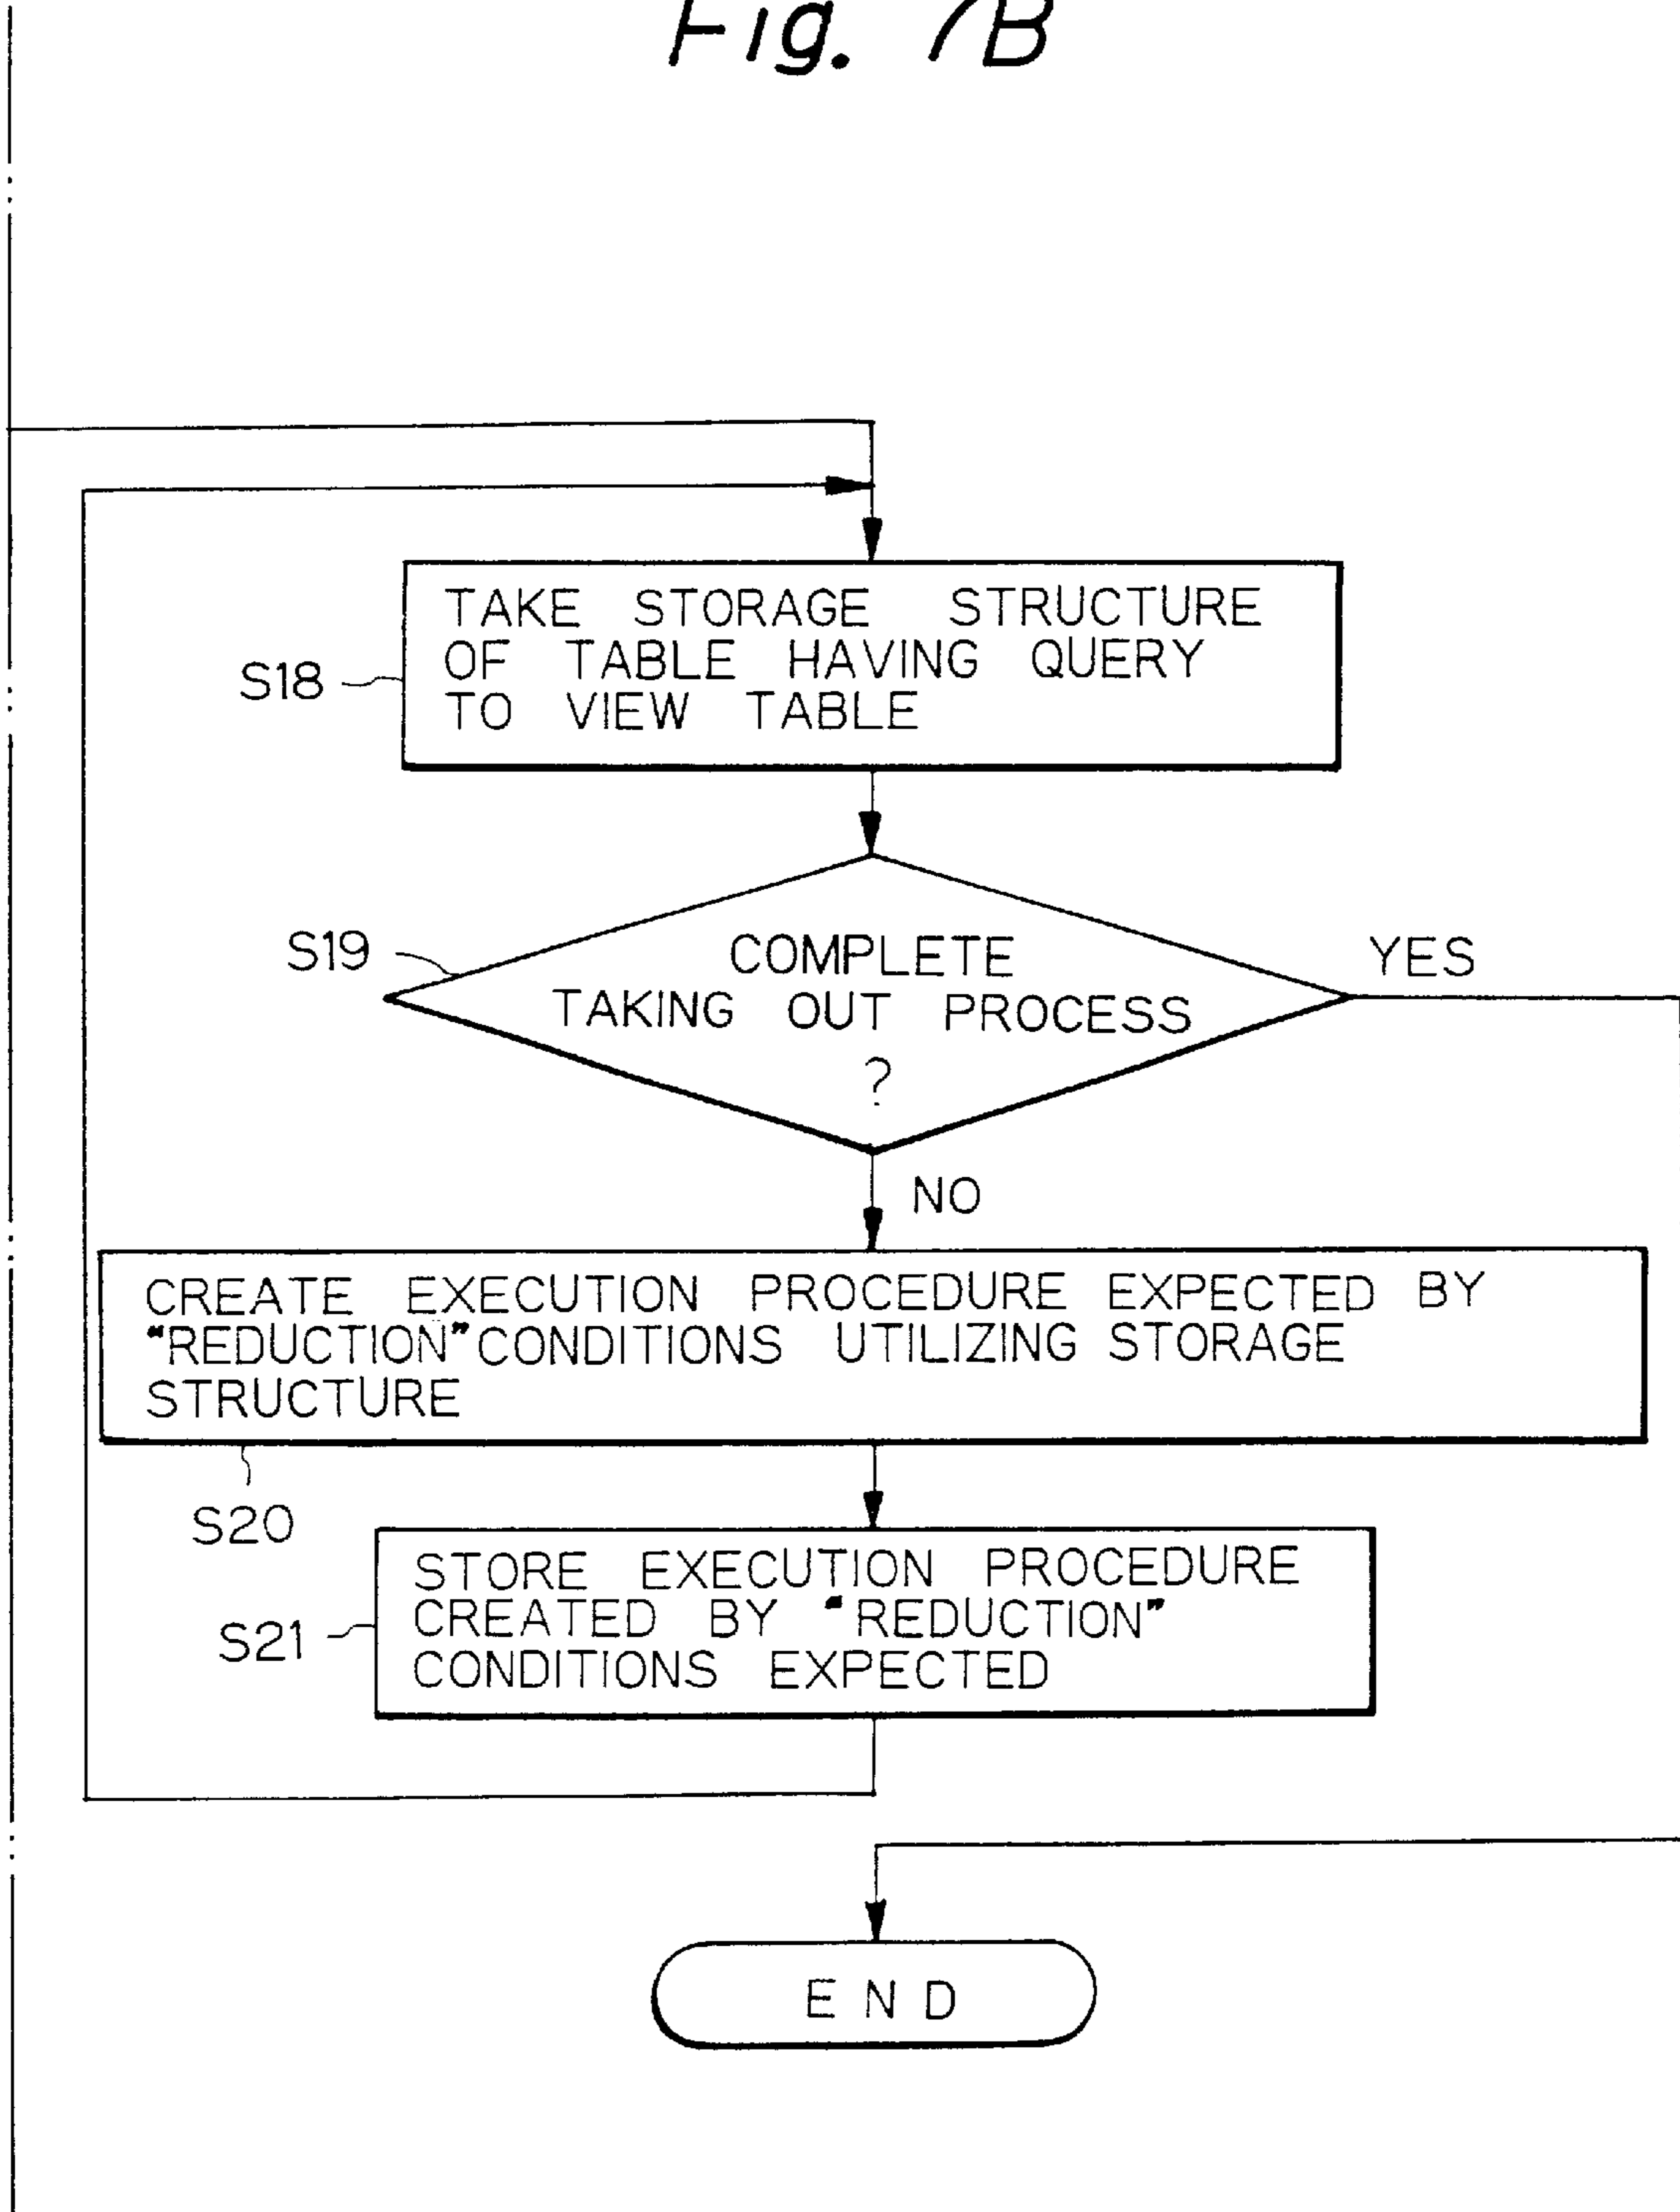 Fig. 7B
TAKE STORAGE STRUCTURE
OF TABLE HAVING QUERY
TO VIEW TABLE
S18
S19
COMPLETE
TAKING OUT PROCESS
?
YES
NO
CREATE EXECUTION PROCEDURE EXPECTED BY
"REDUCTION" CONDITIONS UTILIZING STORAGE
STRUCTURE
S20
STORE EXECUTION PROCEDURE
CREATED BY "REDUCTION"
CONDITIONS EXPECTED
S21
END